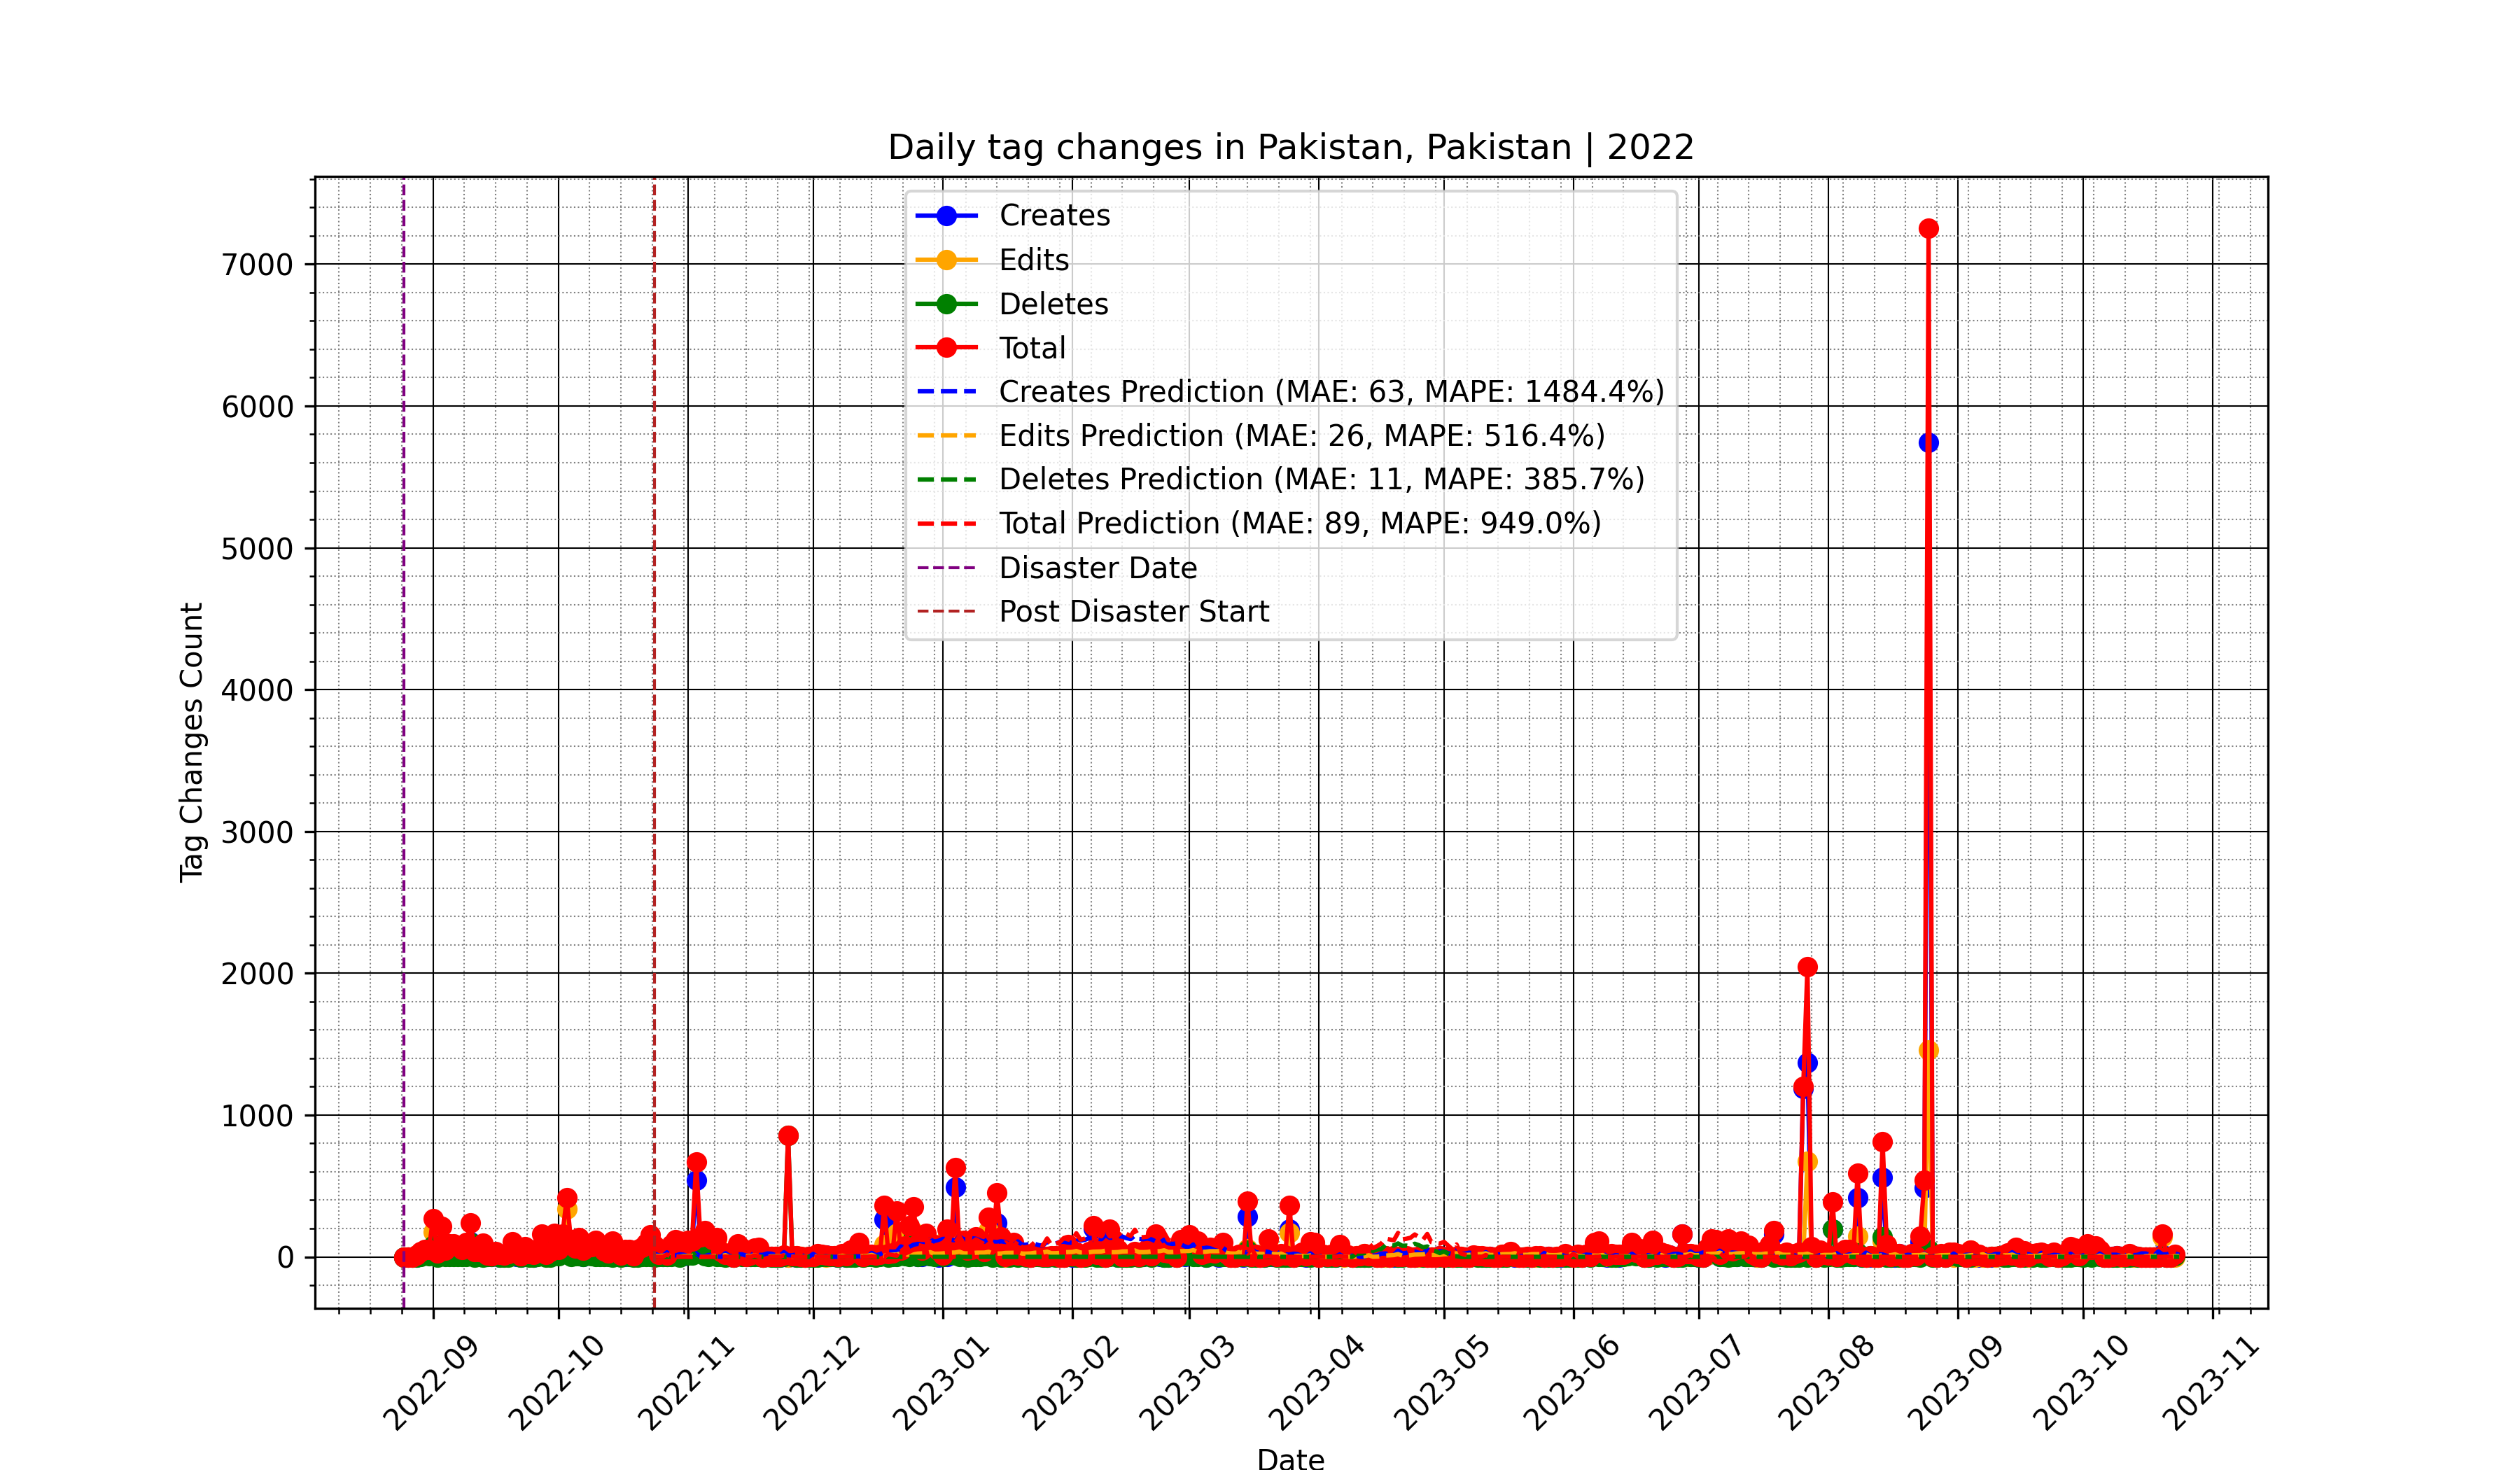 Daily tag changes in Pakistan, Pakistan | 2022
Creates
Edits
Deletes
Total
Creates Prediction (MAE: 63, MAPE: 1484.4%)
Edits Prediction (MAE: 26, MAPE: 516.4%)
Deletes Prediction (MAE: 11, MAPE: 385.7%)
Total Prediction (MAE: 89, MAPE: 949.0%)
Disaster Date
Post Disaster Start
Tag Changes Count
7000
6000
5000
4000
3000
2000
1000
0
2022-09
2022-10
2022-11
2022-12
2023-01
2023-02
2023-03
2023-04
2023-05
2023-06
2023-07
2023-08
2023-09
2023-10
2023-11
Date